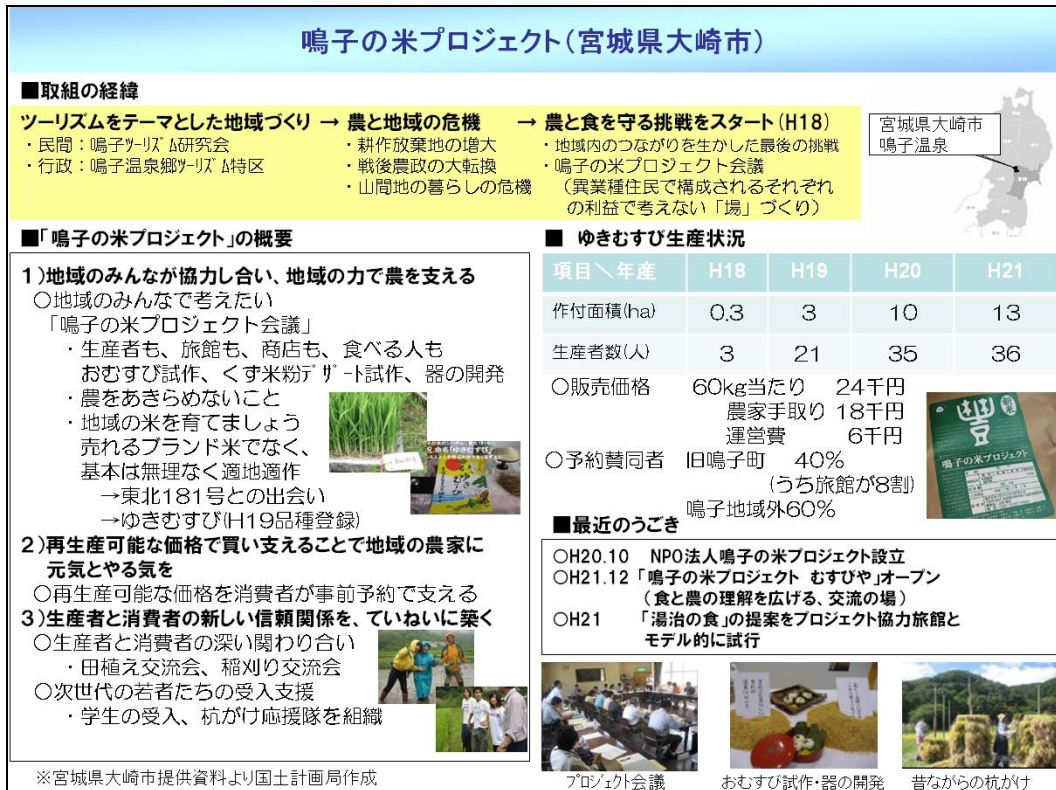 鳴子の米プロジェクト(宮城県大崎市)
■取組の経緯
ツーリズムをテーマとした地域づくり → 農と地域の危機 → 農と食を守る挑戦をスタート(H18)
・民間：鳴子ﾂｰﾘｽﾞﾑ研究会
・行政：鳴子温泉郷ﾂｰﾘｽﾞﾑ特区
・耕作放棄地の増大
・戦後農政の大転換
・山間地の暮らしの危機
・地域内のつながりを生かした最後の挑戦
・鳴子の米プロジェクト会議
(異業種住民で構成されるそれぞれ
の利益で考えない「場」づくり)
宮城県大崎市
鳴子温泉
■「鳴子の米プロジェクト」の概要
1)地域のみんなが協力し合い、地域の力で農を支える
○地域のみんなで考えたい
「鳴子の米プロジェクト会議」
・生産者も、旅館も、商店も、食べる人も
おむすび試作、くず米粉ﾃﾞｻﾞｰﾄ試作、器の開発
・農をあきらめないこと
・地域の米を育てましょう
売れるブランド米でなく、
基本は無理なく適地適作
→東北181号との出会い
→ゆきむすび(H19品種登録)
2)再生産可能な価格で買い支えることで地域の農家に
元気とやる気を
○再生産可能な価格を消費者が事前予約で支える
3)生産者と消費者の新しい信頼関係を、ていねいに築く
○生産者と消費者の深い関わり合い
・田植え交流会、稲刈り交流会
○次世代の若者たちの受入支援
・学生の受入、杭がけ応援隊を組織
※宮城県大崎市提供資料より国土計画局作成
■ ゆきむすび生産状況
項目＼年産 H18 H19 H20 H21
作付面積(ha) 0.3 3 10 13
生産者数(人) 3 21 35 36
○販売価格 60kg当たり 24千円
農家手取り 18千円
運営費 6千円
○予約賛同者 旧鳴子町 40%
(うち旅館が8割)
鳴子地域外60%
新米
鳴子の米プロジェクト
■最近のうごき
○H20.10 NPO法人鳴子の米プロジェクト設立
○H21.12「鳴子の米プロジェクト むすびや」オープン
(食と農の理解を広げる、交流の場)
○H21 「湯治の食」の提案をプロジェクト協力旅館と
モデル的に試行
プロジェクト会議
おむすび試作・器の開発
昔ながらの杭がけ